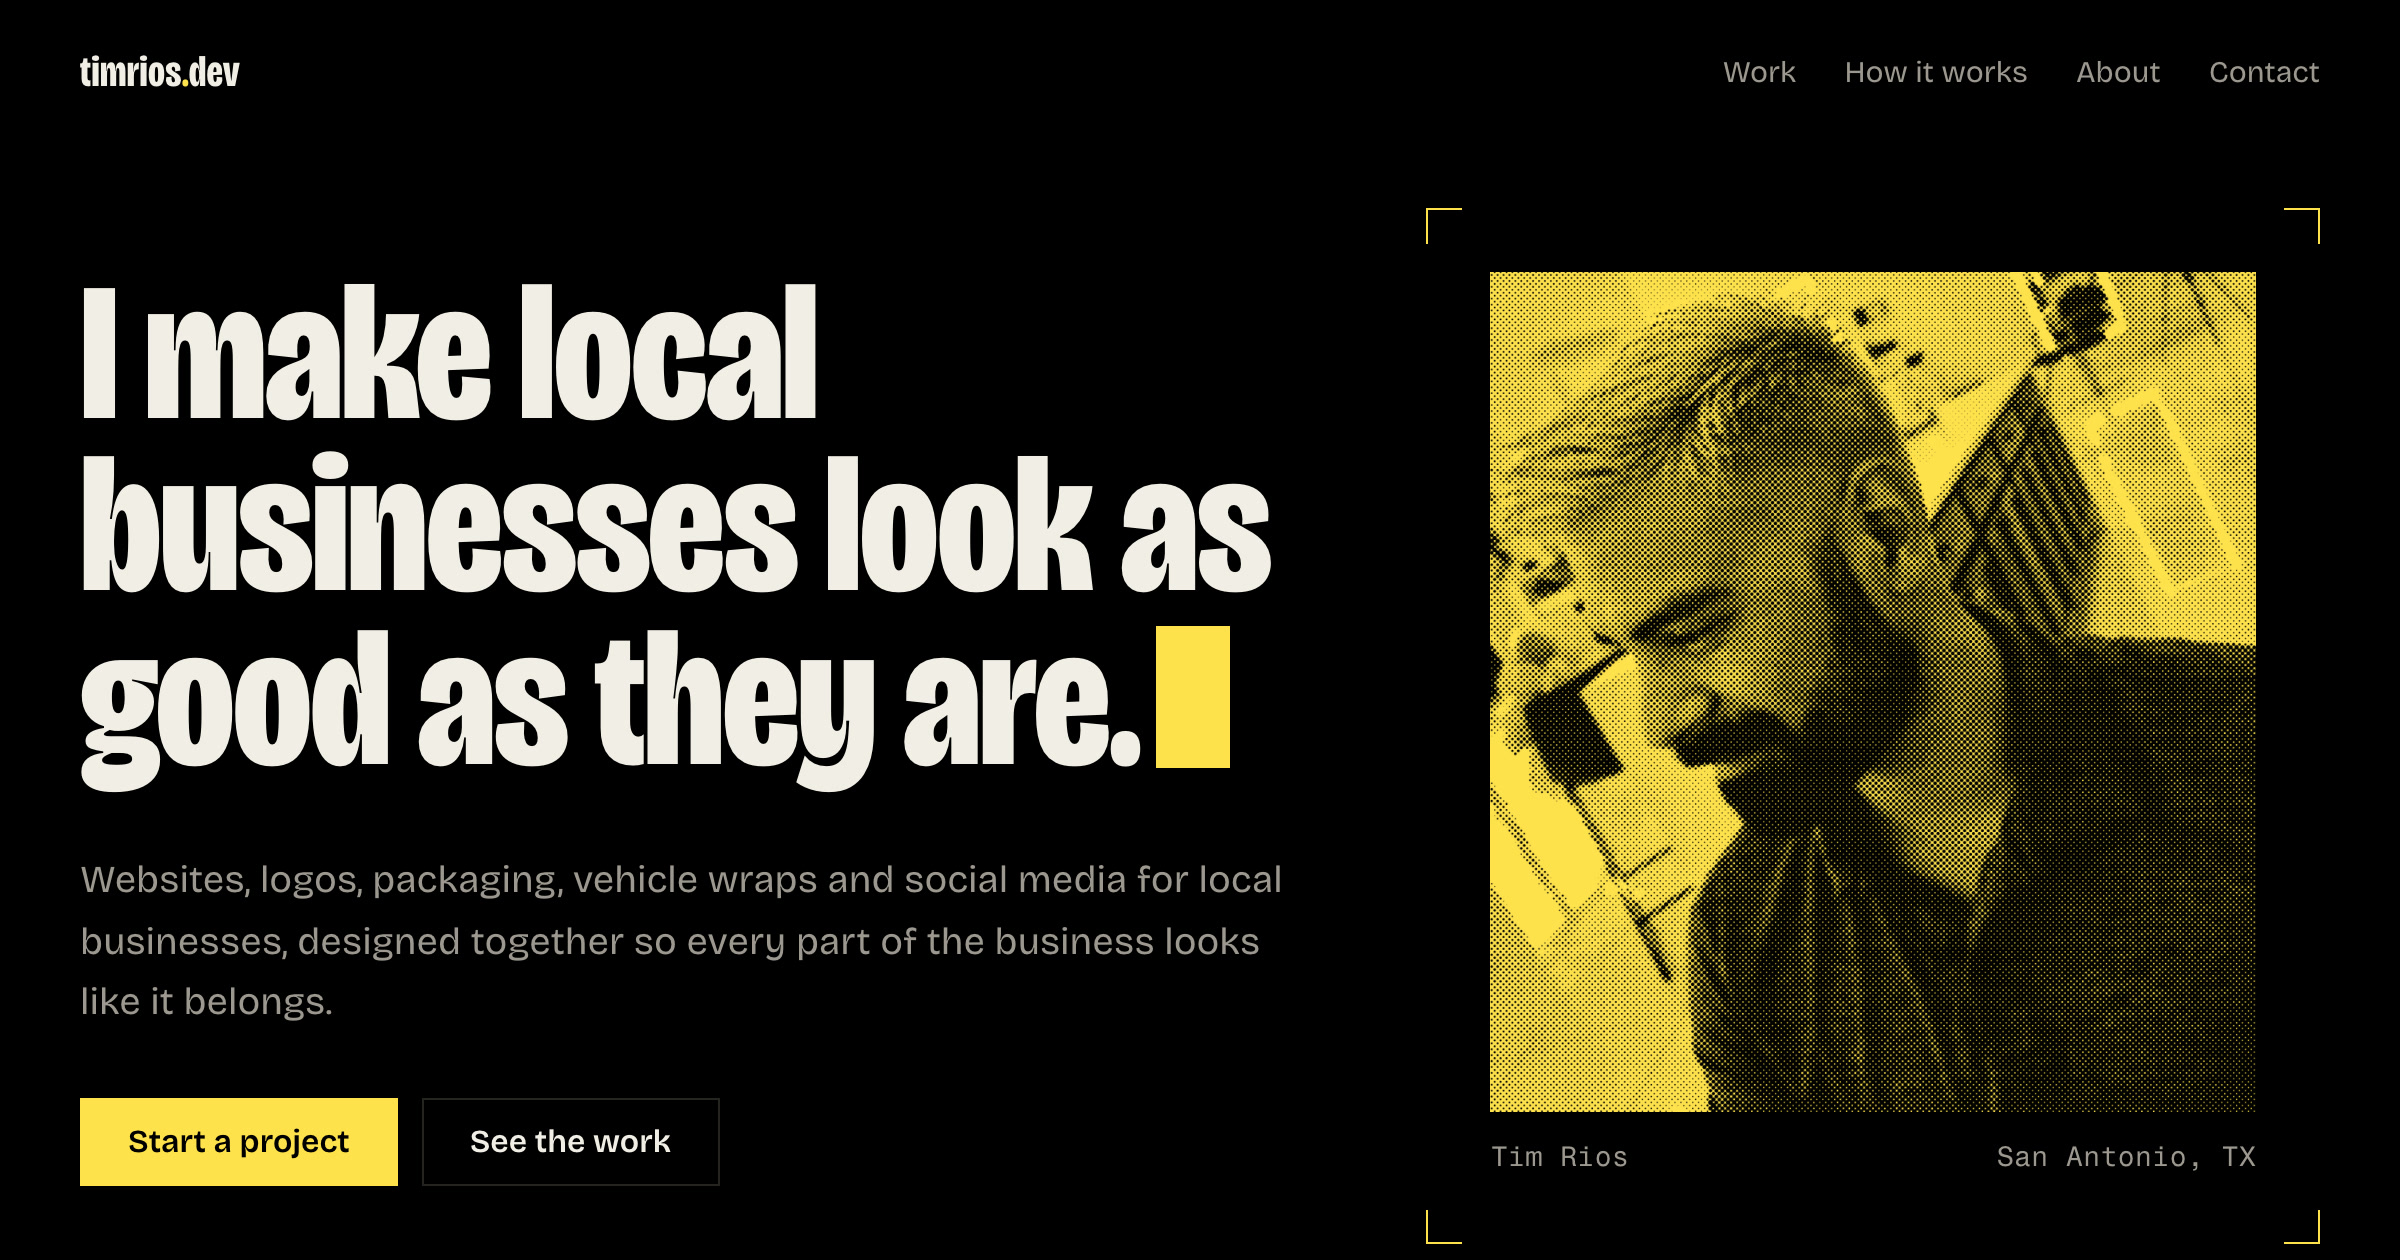 timrios.dev
Work How it works About Contact
I make local
businesses look as
good as they are.
Websites, logos, packaging, vehicle wraps and social media for local
businesses, designed together so every part of the business looks
like it belongs.
Start a project See the work
Tim Rios San Antonio, TX